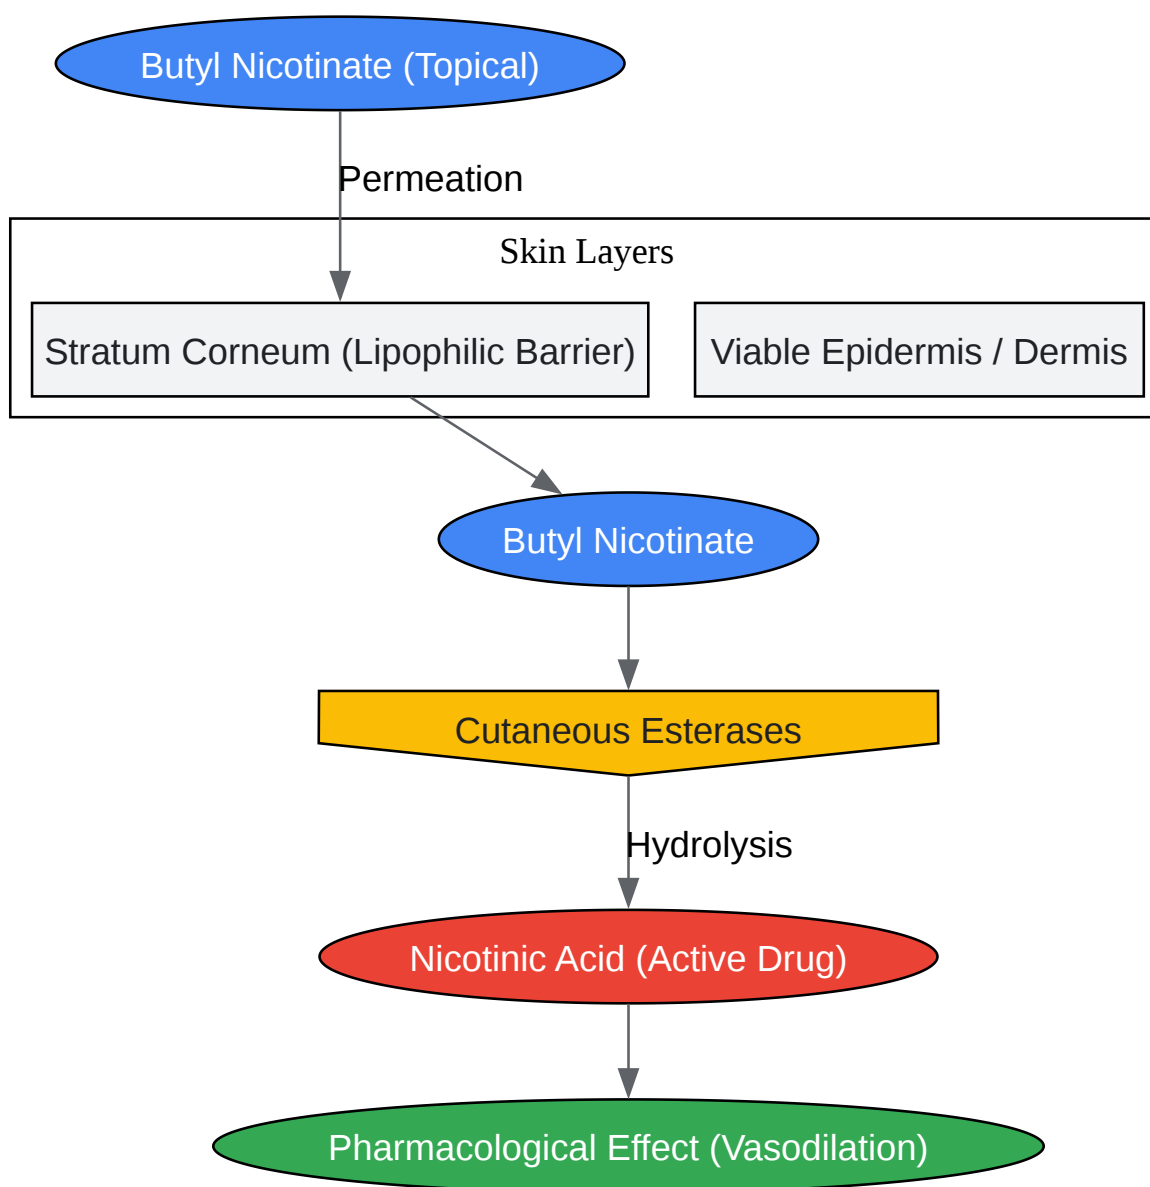 Butyl Nicotinate (Topical)
Permeation
Skin Layers
Stratum Corneum (Lipophilic Barrier)
Viable Epidermis / Dermis
Butyl Nicotinate
Cutaneous Esterases
Hydrolysis
Nicotinic Acid (Active Drug)
Pharmacological Effect (Vasodilation)